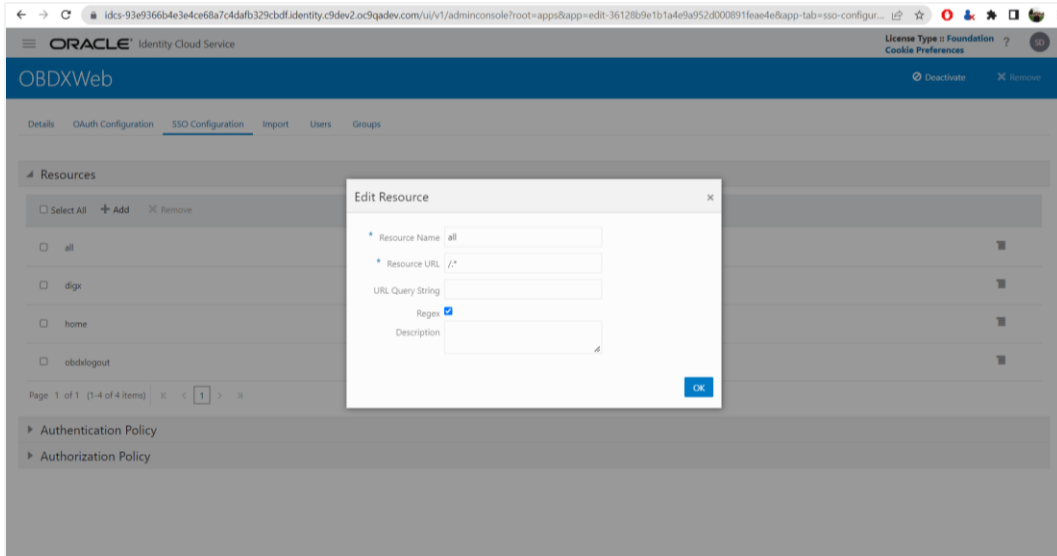 idcs-93e9366b4e3e4ce68a7c4dafb329cbdf.identity.c9dev2.oc9qadev.com/ui/v1/adminconsole?root=apps&app=edit-36128b9e1b1a4e9a952d000891feae4e&app-tab=sso-configur...
ORACLE Identity Cloud Service
License Type :: Foundation
Cookie Preferences
?
SD
OBDXWeb
Deactivate
Remove
Details OAuth Configuration SSO Configuration Import Users Groups
Resources
Select All Add Remove
all
digx
home
obdxlogout
Page 1 of 1 (1-4 of 4 items) 1
Authentication Policy
Authorization Policy
Edit Resource
* Resource Name all
* Resource URL /.*
URL Query String
Regex
Description
OK